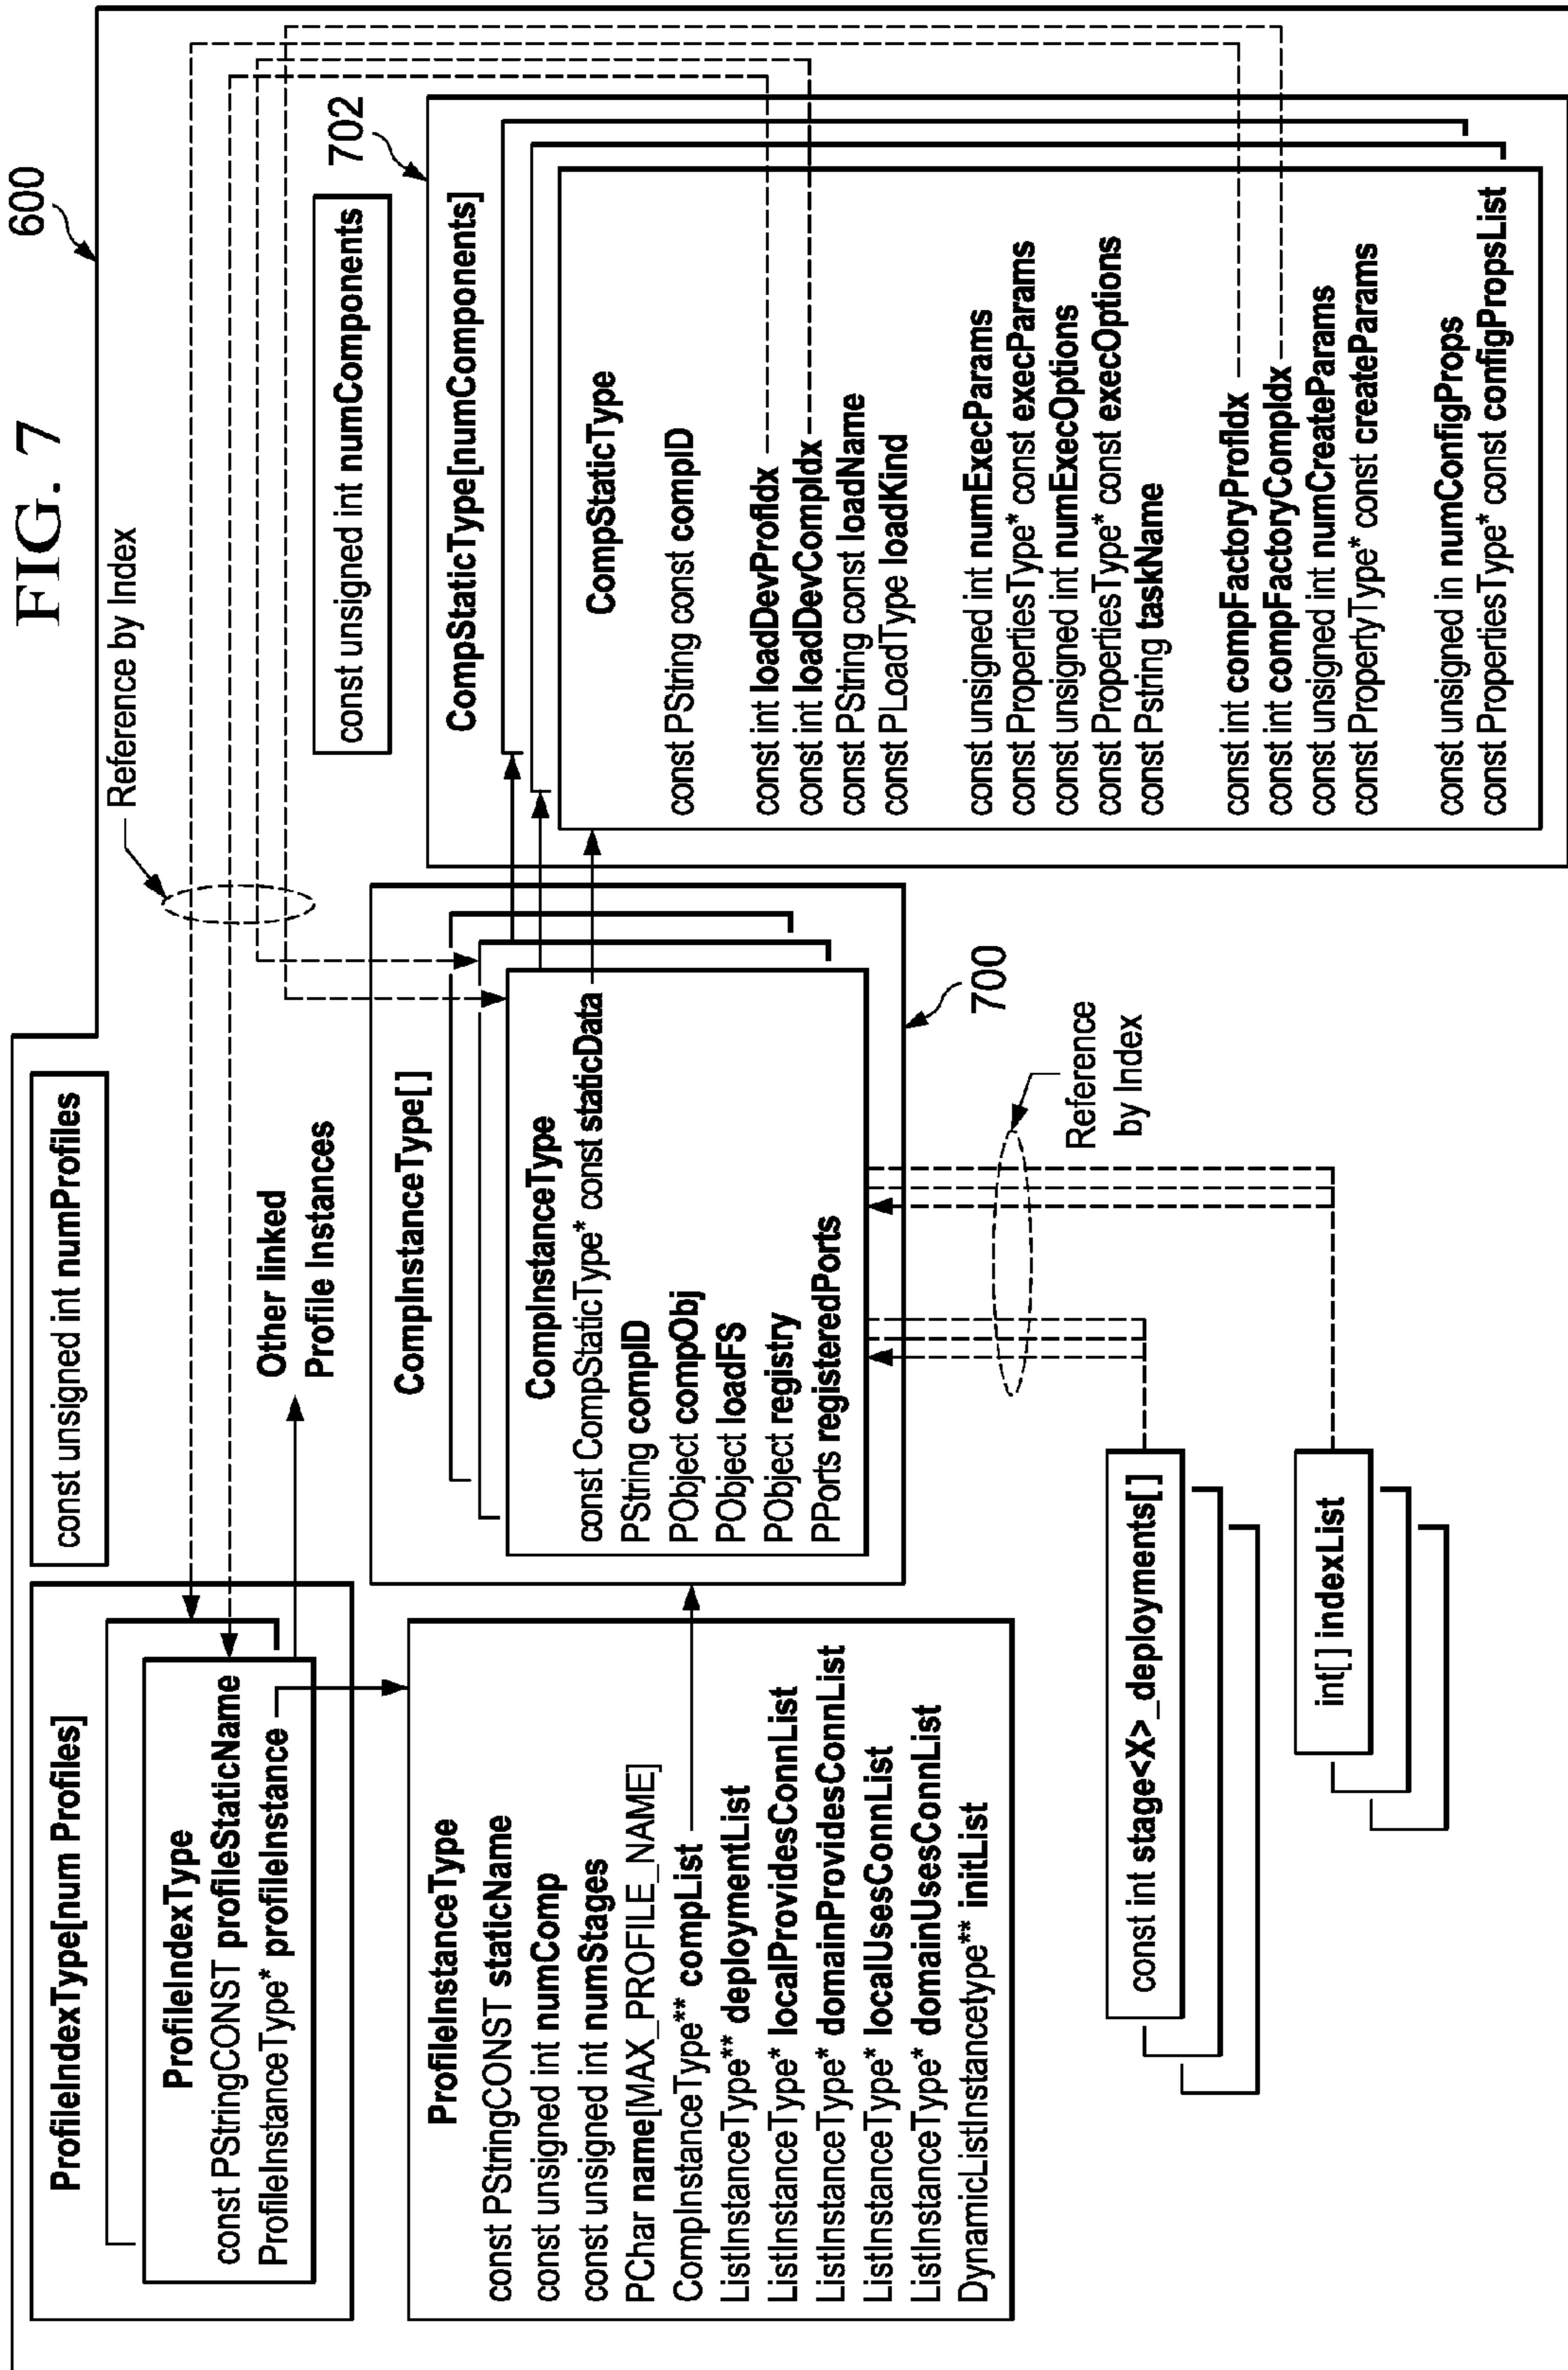 FIG. 7
600
ProfileIndexType[num Profiles]
ProfileIndexType
const PStringCONST profileStaticName
ProfileInstanceType* profileInstance
const unsigned int numProfiles
Other linked
Profile Instances
Reference by Index
ProfileInstanceType
const PStringCONST staticName
const unsigned int numComp
const unsigned int numStages
PChar name[MAX_PROFILE_NAME]
CompInstanceType** compList
ListInstanceType** deploymentList
ListInstanceType* localProvidesConnList
ListInstanceType* domainProvidesConnList
ListInstanceType* localUsesConnList
ListInstanceType* domainUsesConnList
DynamicListInstancetype** initList
CompInstanceType[ ]
CompInstanceType
const CompStaticType* const staticData
PString compID
PObject compObj
PObject loadFS
PObject registry
PPorts registeredPorts
700
const unsigned int numComponents
702
CompStaticType[numComponents]
CompStaticType
const PString const compID
const int loadDevProfIdx
const int loadDevCompIdx
const PString const loadName
const PLoadType loadKind
const unsigned int numExecParams
const PropertiesType* const execParams
const unsigned int numExecOptions
const PropertiesType* const execOptions
const Pstring taskName
const int compFactoryProfIdx
const int compFactoryCompIdx
const unsigned int numCreateParams
const PropertyType* const createParams
const unsigned in numConfigProps
const PropertiesType* const configPropsList
Reference
by Index
const int stage<X>_deployments[ ]
int[ ] indexList